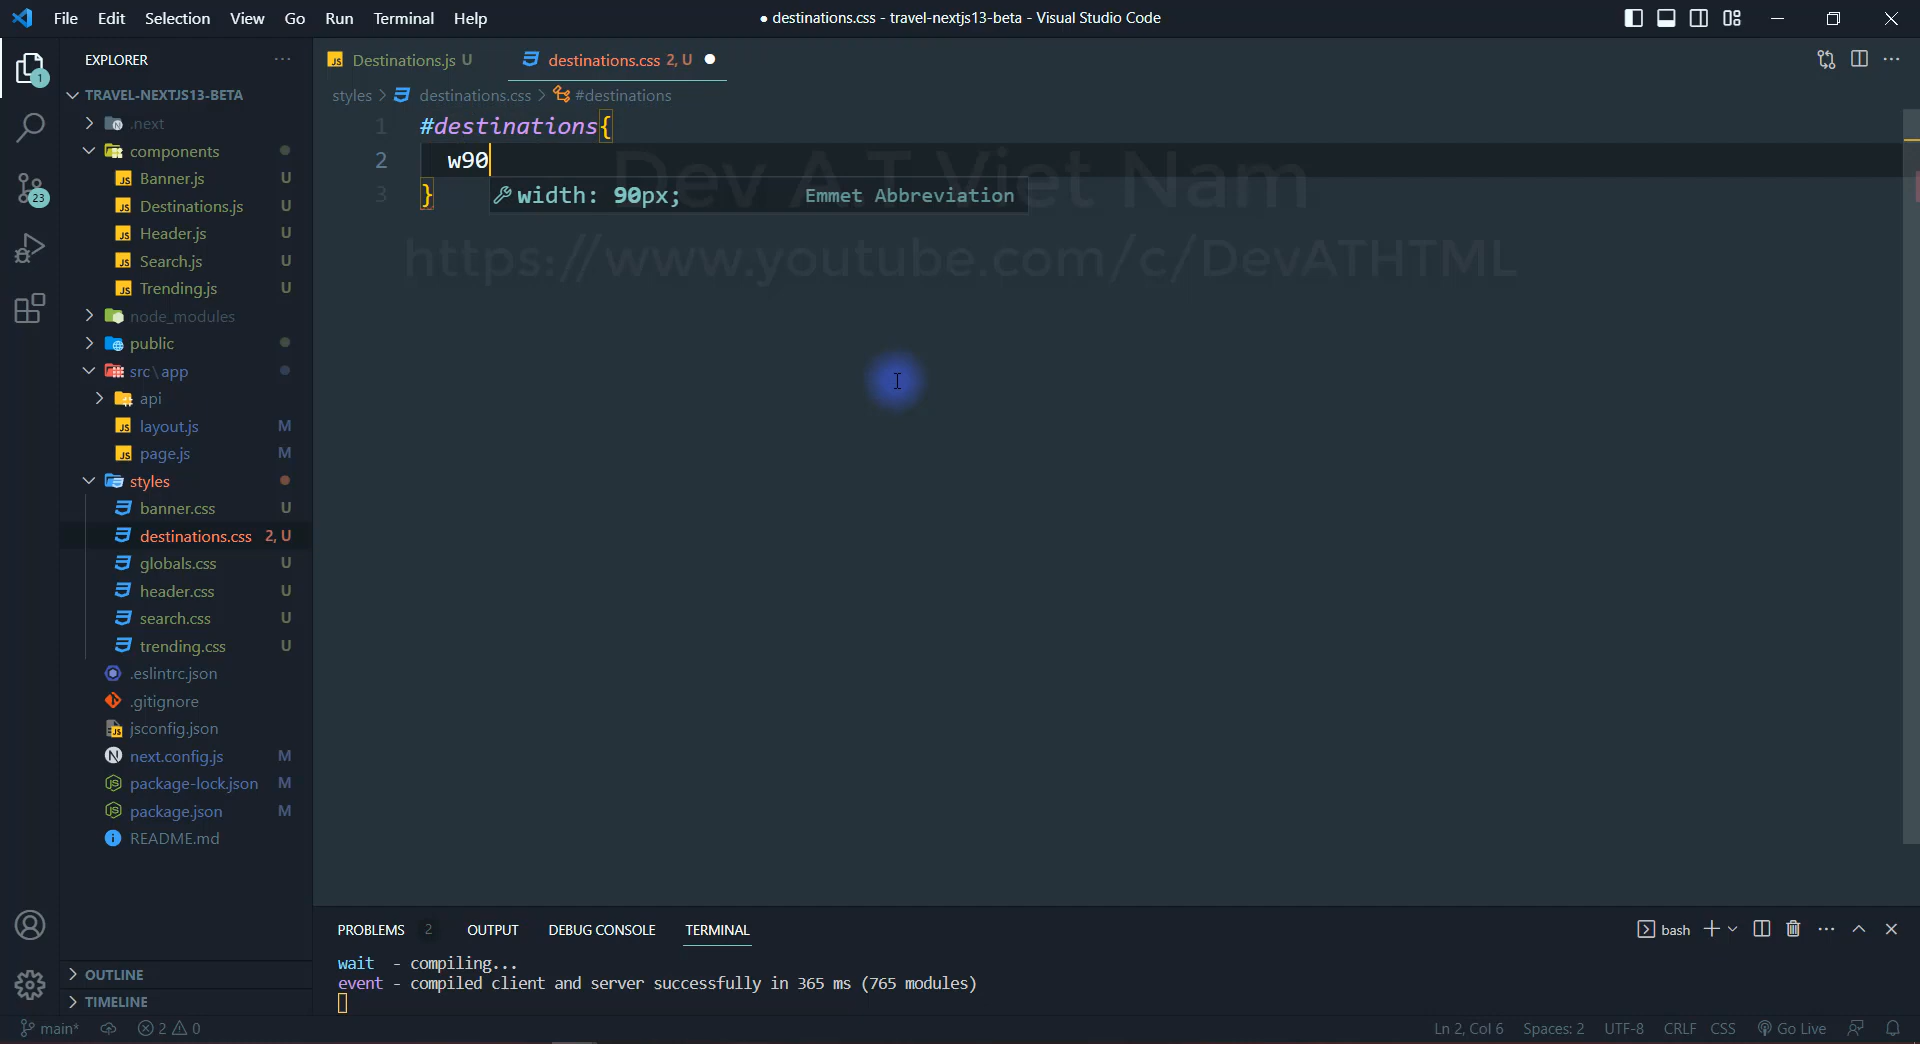 File Edit Selection View Go Run Terminal Help
● destinations.css - travel-nextjs13-beta - Visual Studio Code
EXPLORER
TRAVEL-NEXTJS13-BETA
.next
components
Banner.js U
Destinations.js U
Header.js U
Search.js U
Trending.js U
node_modules
public
src\app
api
layout.js M
page.js M
styles
banner.css U
destinations.css 2, U
globals.css U
header.css U
search.css U
trending.css U
.eslintrc.json
.gitignore
jsconfig.json
next.config.js M
package-lock.json M
package.json M
README.md
OUTLINE
TIMELINE
1
23
Destinations.js U
destinations.css 2, U
styles > destinations.css > #destinations
1 #destinations{
2 w90
3 }
width: 90px; Emmet Abbreviation
Dev A.T Viet Nam
https://www.youtube.com/c/DevATHTML
PROBLEMS 2 OUTPUT DEBUG CONSOLE TERMINAL
bash
wait - compiling...
event - compiled client and server successfully in 365 ms (765 modules)
main* 2 0
Ln 2, Col 6 Spaces: 2 UTF-8 CRLF CSS Go Live